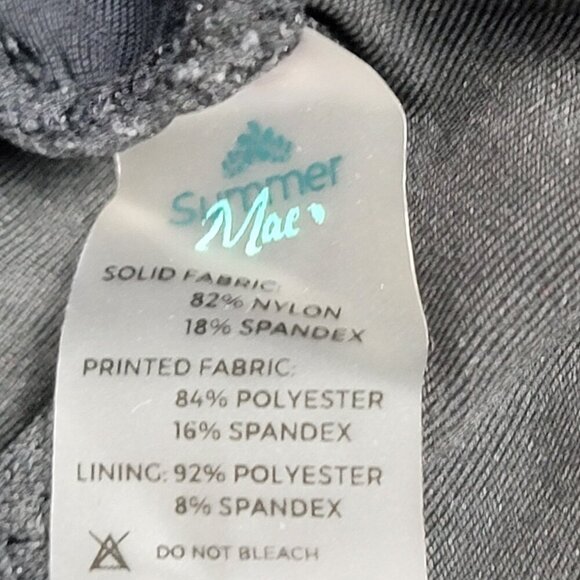 Summer
Mae
SOLID FABRIC:
82% NYLON
18% SPANDEX
PRINTED FABRIC:
84% POLYESTER
16% SPANDEX
LINING: 92% POLYESTER
8% SPANDEX
DO NOT BLEACH